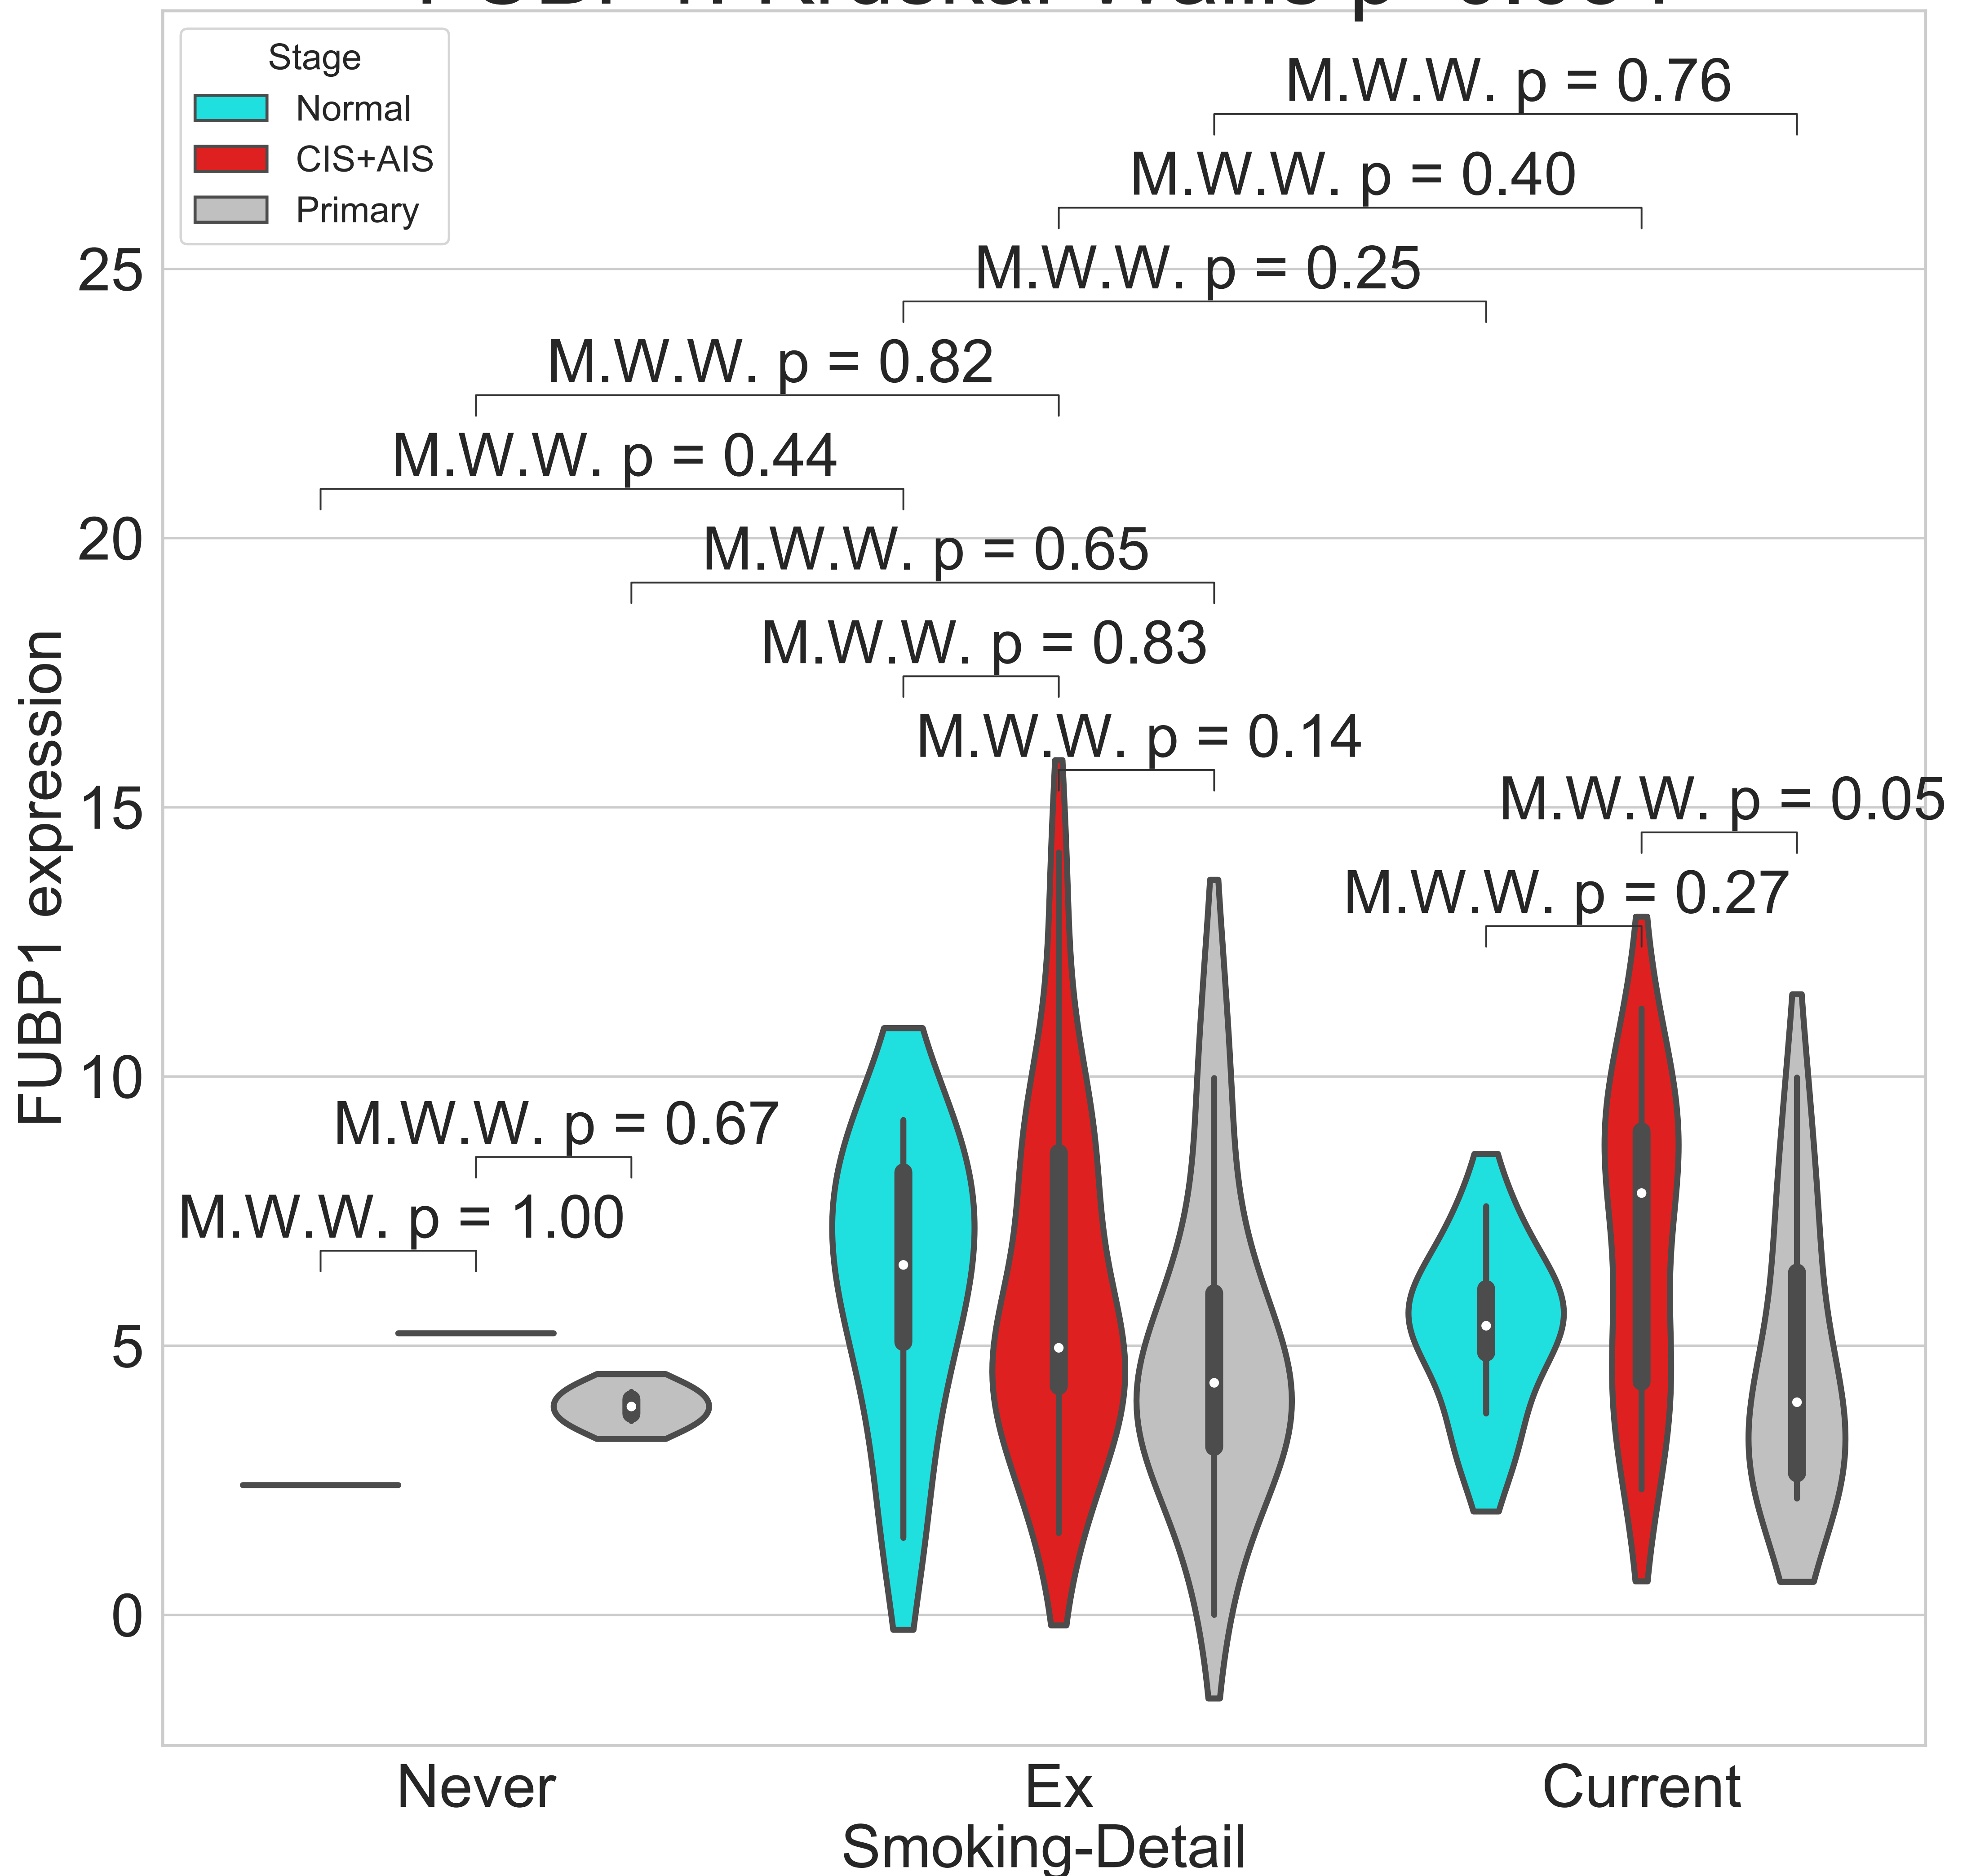 Stage
Normal
CIS+AIS
Primary
M.W.W. p = 0.76
M.W.W. p = 0.40
M.W.W. p = 0.25
M.W.W. p = 0.82
M.W.W. p = 0.44
M.W.W. p = 0.65
M.W.W. p = 0.83
M.W.W. p = 0.14
M.W.W. p = 0.05
M.W.W. p = 0.27
M.W.W. p = 0.67
M.W.W. p = 1.00
25
20
15
10
5
0
FUBP1 expression
Never
Ex
Current
Smoking-Detail